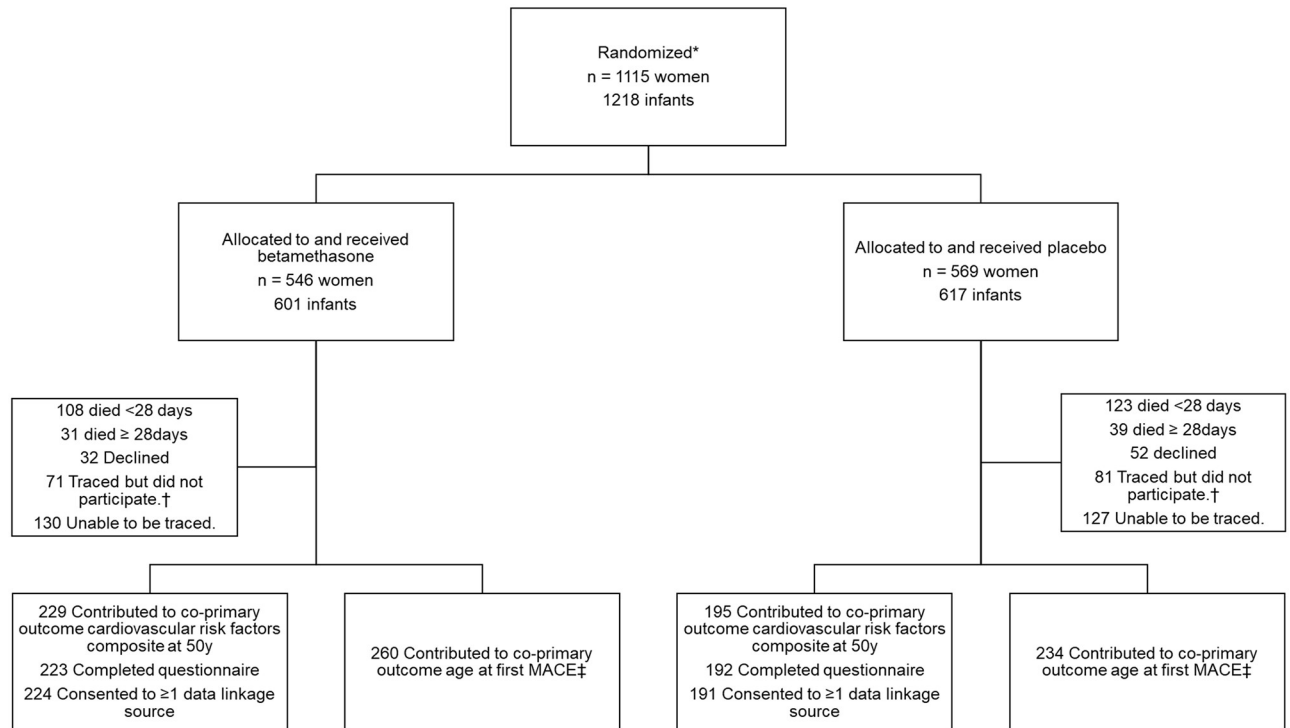 Randomized*
n = 1115 women
1218 infants
Allocated to and received
betamethasone
n = 546 women
601 infants
Allocated to and received placebo
n = 569 women
617 infants
108 died <28 days
31 died ≥ 28days
32 Declined
71 Traced but did not
participate.†
130 Unable to be traced.
123 died <28 days
39 died ≥ 28days
52 declined
81 Traced but did not
participate.†
127 Unable to be traced.
229 Contributed to co-primary
outcome cardiovascular risk factors
composite at 50y
223 Completed questionnaire
224 Consented to ≥1 data linkage
source
260 Contributed to co-primary
outcome age at first MACE‡
195 Contributed to co-primary
outcome cardiovascular risk factors
composite at 50y
192 Completed questionnaire
191 Consented to ≥1 data linkage
source
234 Contributed to co-primary
outcome age at first MACE‡